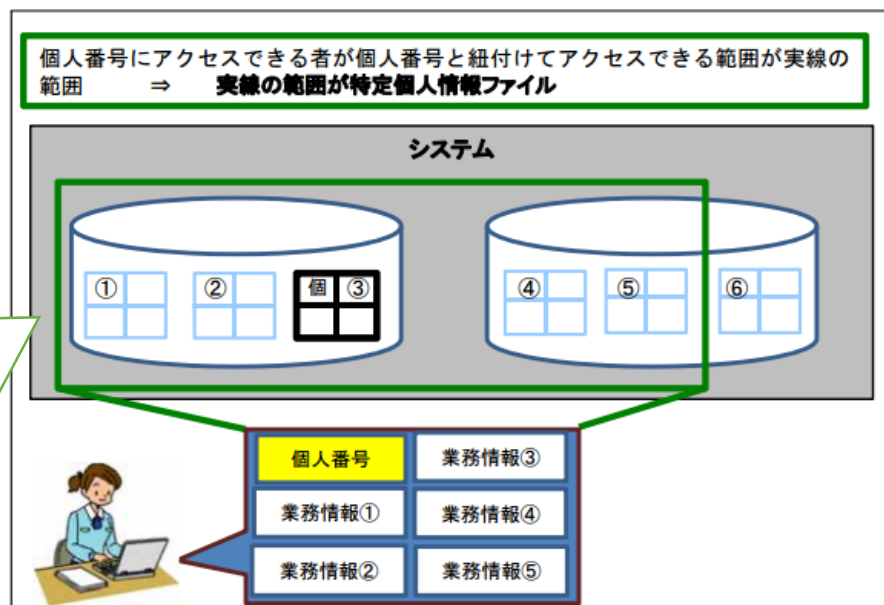 個人番号にアクセスできる者が個人番号と紐付けてアクセスできる範囲が実線の
範囲　　⇒　　実線の範囲が特定個人情報ファイル
システム
① ② 個 ③ ④ ⑤ ⑥
個人番号 業務情報③
業務情報① 業務情報④
業務情報② 業務情報⑤